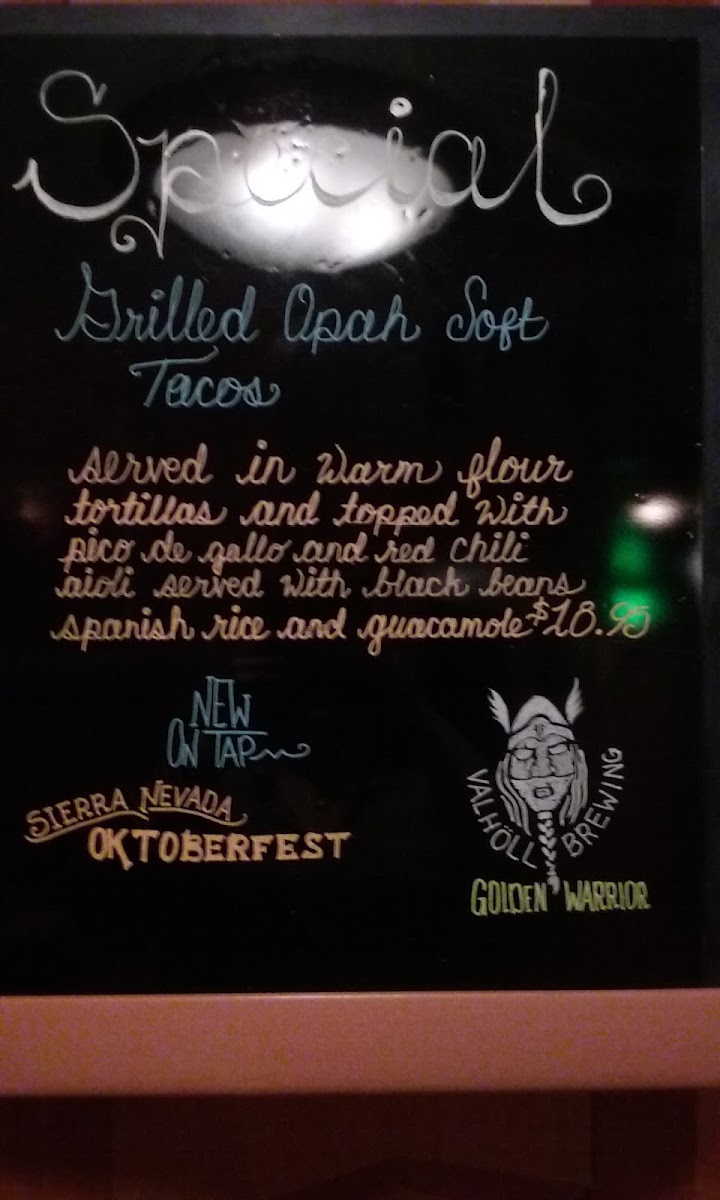 Special
Grilled Opah Soft
Tacos
served in warm flour
tortillas and topped with
pico de gallo and red chili
aioli served with black beans
spanish rice and guacamole $18.95
NEW
ON TAP
SIERRA NEVADA
OKTOBERFEST
VALHÖLL BREWING
GOLDEN WARRIOR